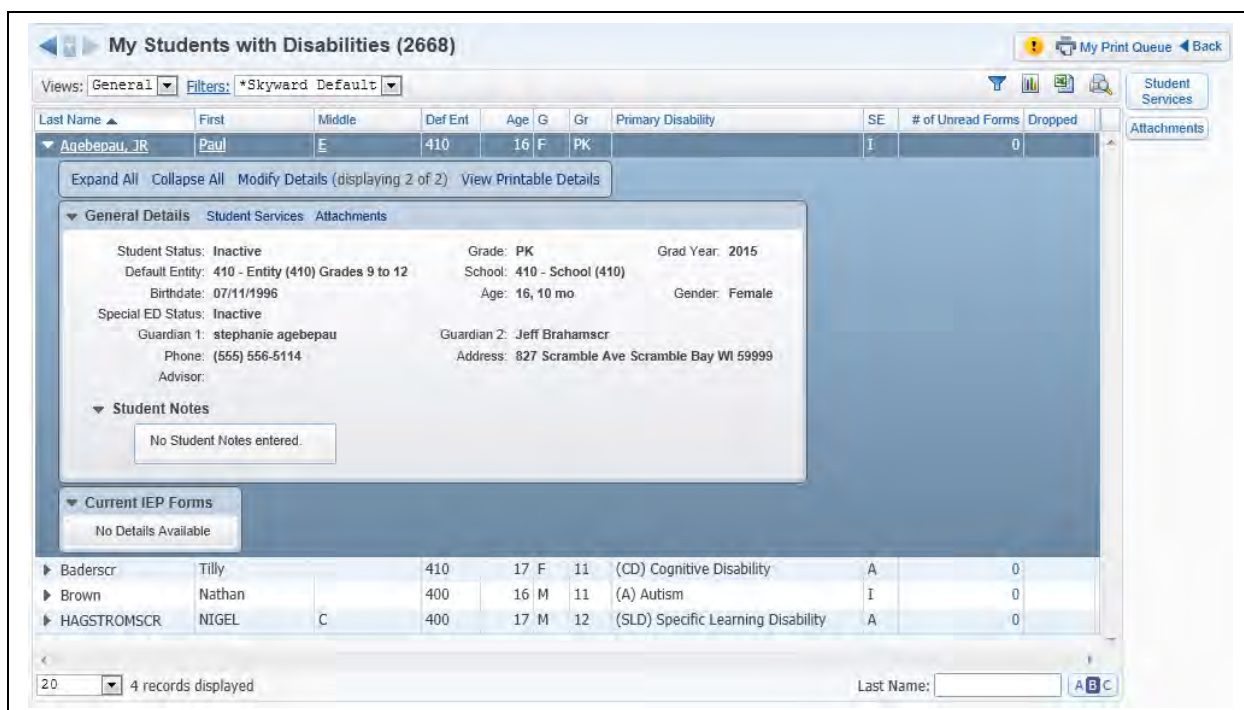 My Students with Disabilities (2668)
My Print Queue Back
Views: General Filters: *Skyward Default
Student Services
Attachments
Last Name First Middle Def Ent Age G Gr Primary Disability SE # of Unread Forms Dropped
Agebepau, JR Paul E 410 16 F PK I 0
Expand All Collapse All Modify Details (displaying 2 of 2) View Printable Details
General Details Student Services Attachments
Student Status: Inactive Grade: PK Grad Year: 2015
Default Entity: 410 - Entity (410) Grades 9 to 12 School: 410 - School (410)
Birthdate: 07/11/1996 Age: 16, 10 mo Gender: Female
Special ED Status: Inactive
Guardian 1: stephanie agebepau Guardian 2: Jeff Brahamscr
Phone: (555) 556-5114 Address: 827 Scramble Ave Scramble Bay WI 59999
Advisor:
Student Notes
No Student Notes entered.
Current IEP Forms
No Details Available
Baderscr Tilly 410 17 F 11 (CD) Cognitive Disability A 0
Brown Nathan 400 16 M 11 (A) Autism I 0
HAGSTROMSCR NIGEL C 400 17 M 12 (SLD) Specific Learning Disability A 0
20 4 records displayed Last Name: A B C